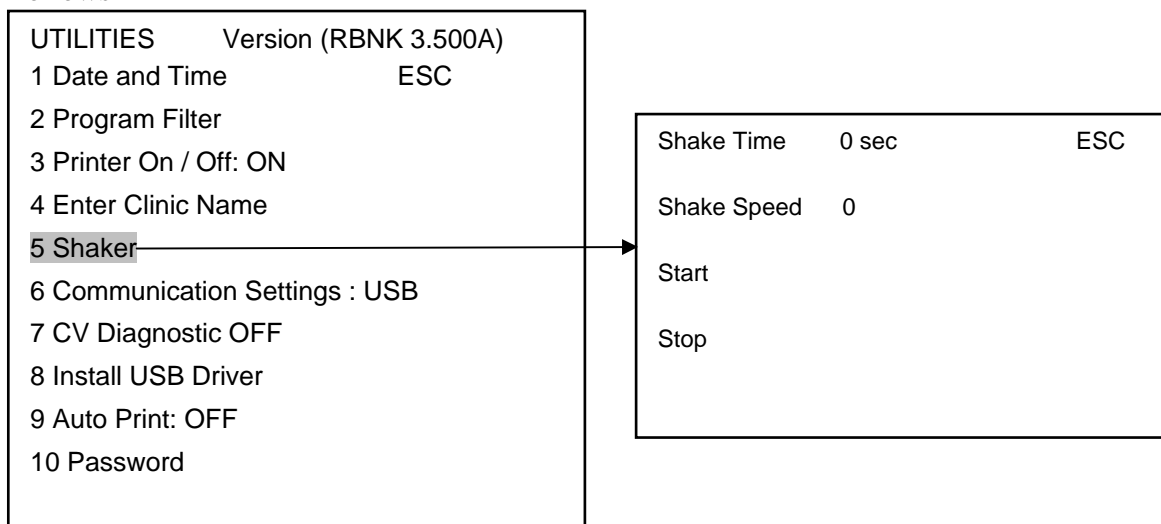 UTILITIES Version (RBNK 3.500A)
1 Date and Time ESC
2 Program Filter
3 Printer On / Off: ON
4 Enter Clinic Name
5 Shaker
6 Communication Settings : USB
7 CV Diagnostic OFF
8 Install USB Driver
9 Auto Print: OFF
10 Password
Shake Time 0 sec ESC
Shake Speed 0
Start
Stop